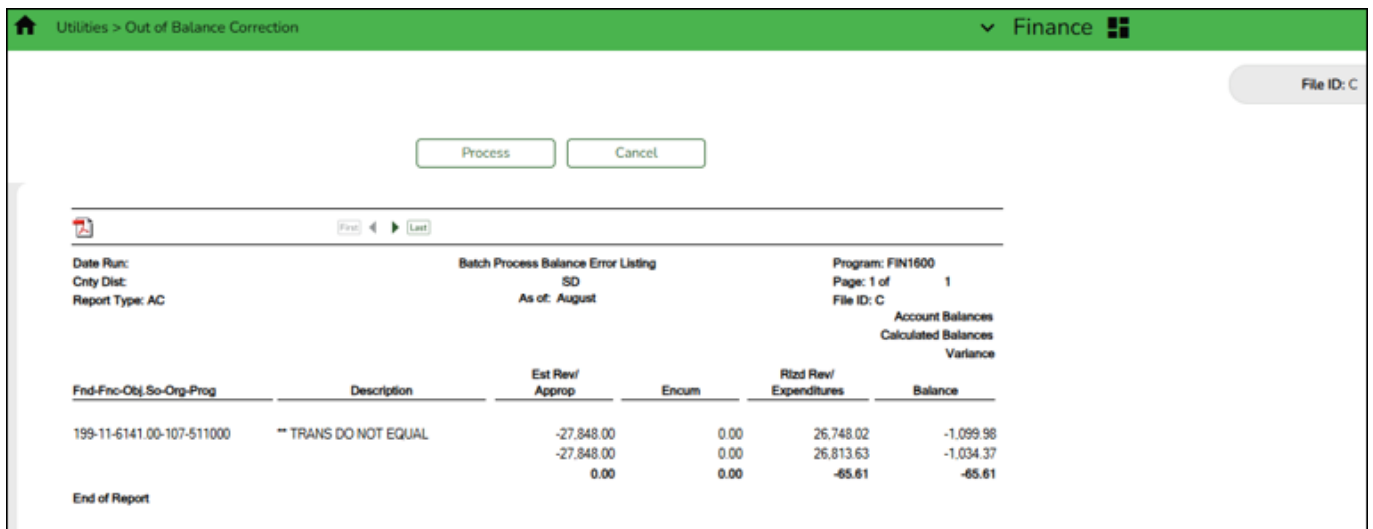 Utilities > Out of Balance Correction
Finance
File ID: C
Process Cancel
First Last
Date Run: Batch Process Balance Error Listing Program: FIN1600
Cnty Dist: SD Page: 1 of 1
Report Type: AC As of: August File ID: C
Account Balances
Calculated Balances
Variance
Est Rev/ Rlzd Rev/
Fnd-Fnc-Obj.So-Org-Prog Description Approp Encum Expenditures Balance
199-11-6141.00-107-511000 ** TRANS DO NOT EQUAL -27,848.00 0.00 26,748.02 -1,099.98
-27,848.00 0.00 26,813.63 -1,034.37
0.00 0.00 -65.61 -65.61
End of Report